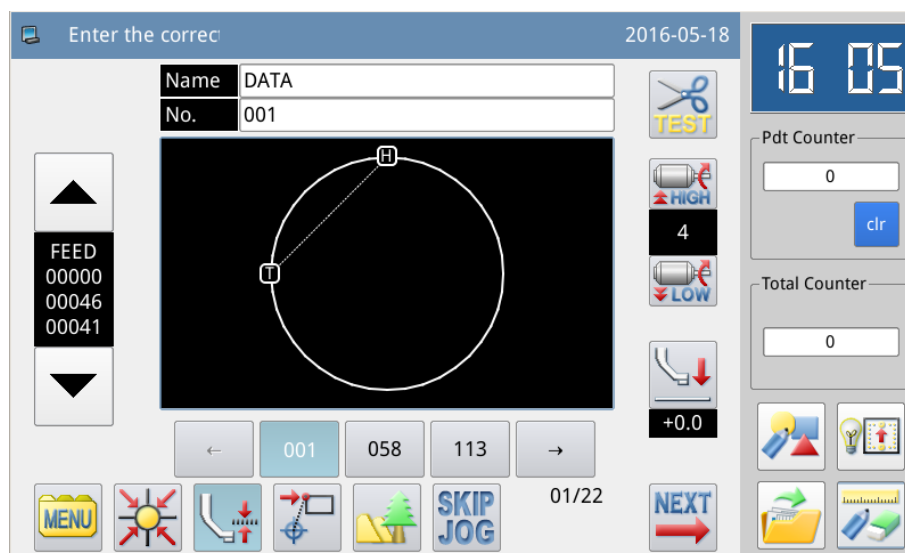 Enter the correc
2016-05-18
16 05
Name DATA
No. 001
TEST
H
T
FEED
00000
00046
00041
HIGH
4
LOW
+0.0
Pdt Counter
0
clr
Total Counter
0
← 001 058 113 →
01/22
MENU
SKIP
JOG
NEXT